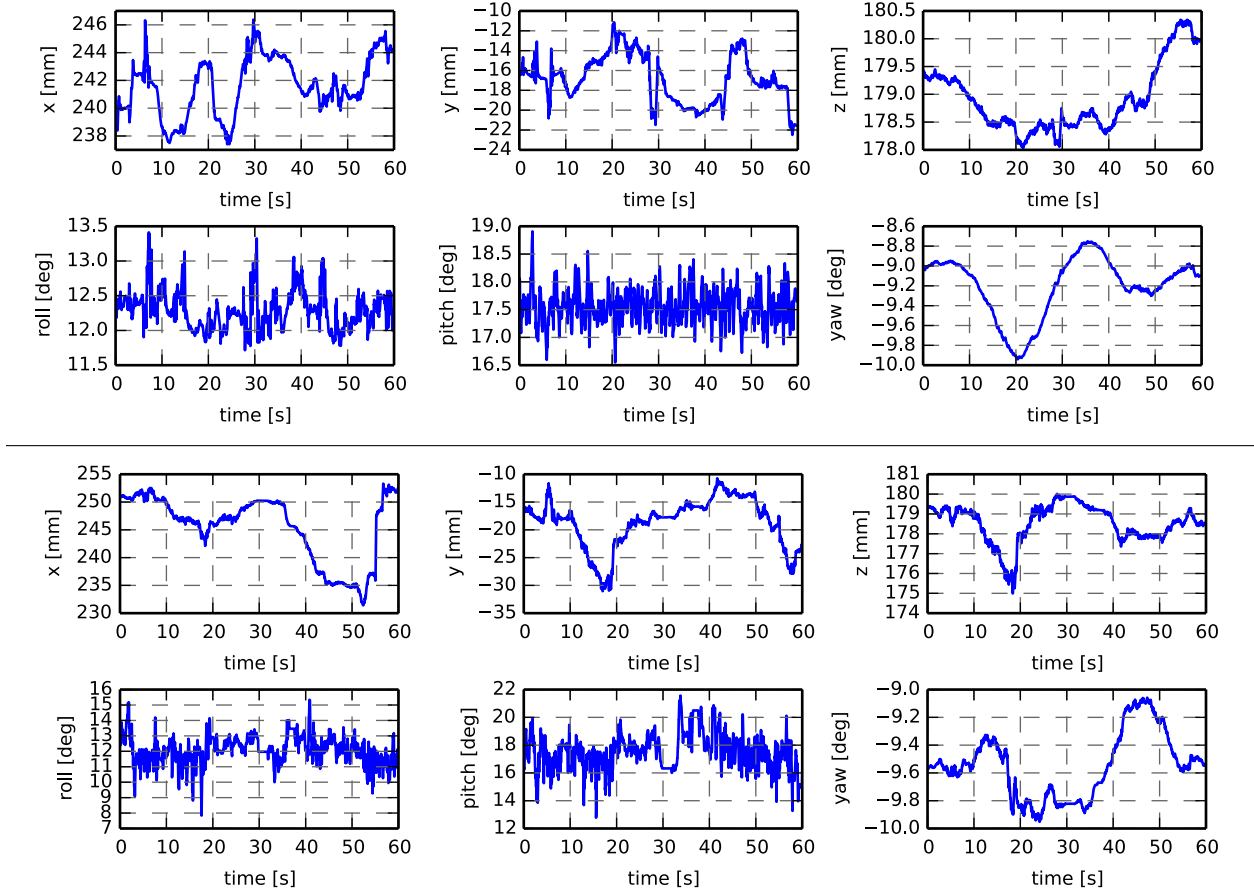 x [mm]
246
244
242
240
238
0 10 20 30 40 50 60
time [s]
y [mm]
−10
−12
−14
−16
−18
−20
−22
−24
0 10 20 30 40 50 60
time [s]
z [mm]
180.5
180.0
179.5
179.0
178.5
178.0
0 10 20 30 40 50 60
time [s]
roll [deg]
13.5
13.0
12.5
12.0
11.5
0 10 20 30 40 50 60
time [s]
pitch [deg]
19.0
18.5
18.0
17.5
17.0
16.5
0 10 20 30 40 50 60
time [s]
yaw [deg]
−8.6
−8.8
−9.0
−9.2
−9.4
−9.6
−9.8
−10.0
0 10 20 30 40 50 60
time [s]
x [mm]
255
250
245
240
235
230
0 10 20 30 40 50 60
time [s]
y [mm]
−10
−15
−20
−25
−30
−35
0 10 20 30 40 50 60
time [s]
z [mm]
181
180
179
178
177
176
175
174
0 10 20 30 40 50 60
time [s]
roll [deg]
16
15
14
13
12
11
10
9
8
7
0 10 20 30 40 50 60
time [s]
pitch [deg]
22
20
18
16
14
12
0 10 20 30 40 50 60
time [s]
yaw [deg]
−9.0
−9.2
−9.4
−9.6
−9.8
−10.0
0 10 20 30 40 50 60
time [s]